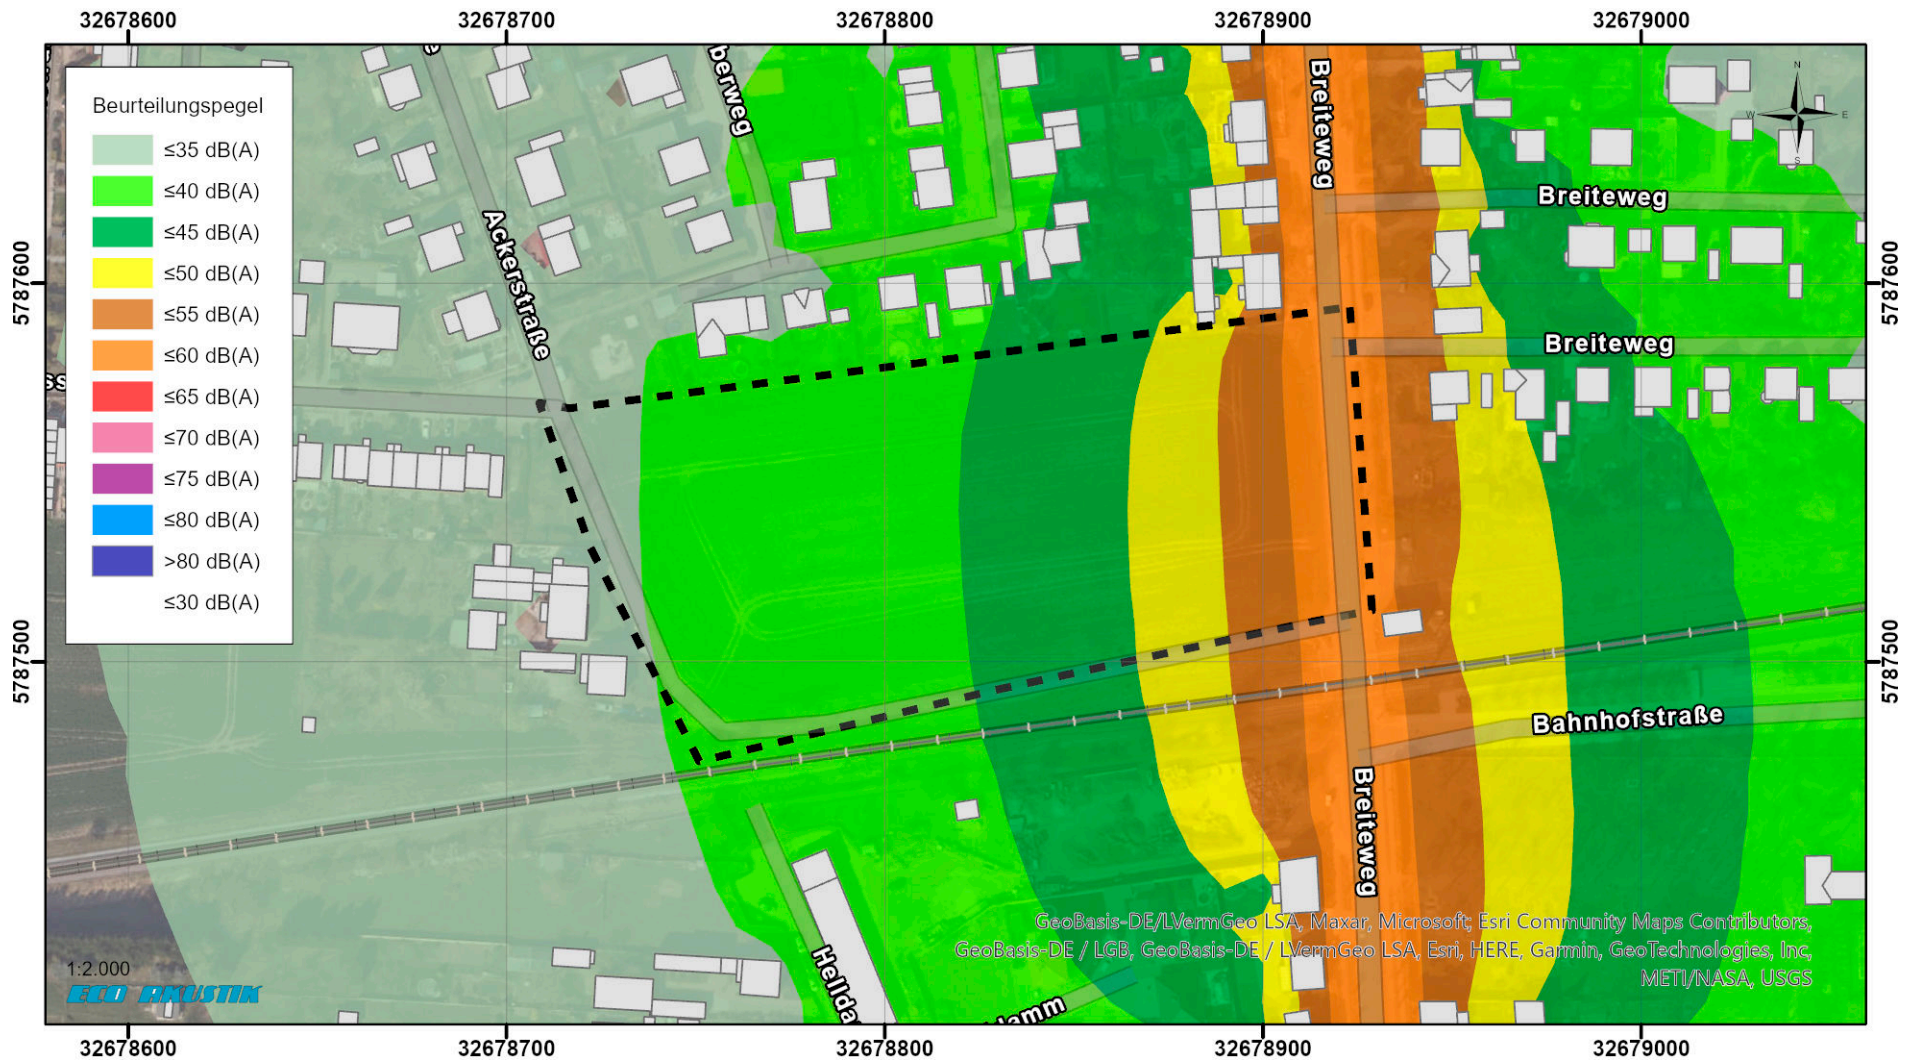 32678600 32678700 32678800 32678900 32679000
Beurteilungspegel
≤35 dB(A)
≤40 dB(A)
≤45 dB(A)
≤50 dB(A)
≤55 dB(A)
≤60 dB(A)
≤65 dB(A)
≤70 dB(A)
≤75 dB(A)
≤80 dB(A)
>80 dB(A)
≤30 dB(A)
berweg
Breiteweg
N
W E
S
Ackerstraße
Breiteweg
Breiteweg
5787600
5787600
5787500
5787500
Bahnhofstraße
Breiteweg
Hellda
damm
GeoBasis-DE/LVermGeo LSA, Maxar, Microsoft, Esri Community Maps Contributors,
GeoBasis-DE / LGB, GeoBasis-DE / LVermGeo LSA, Esri, HERE, Garmin, GeoTechnologies, Inc,
METI/NASA, USGS
1:2.000
ECO AKUSTIK
32678600 32678700 32678800 32678900 32679000